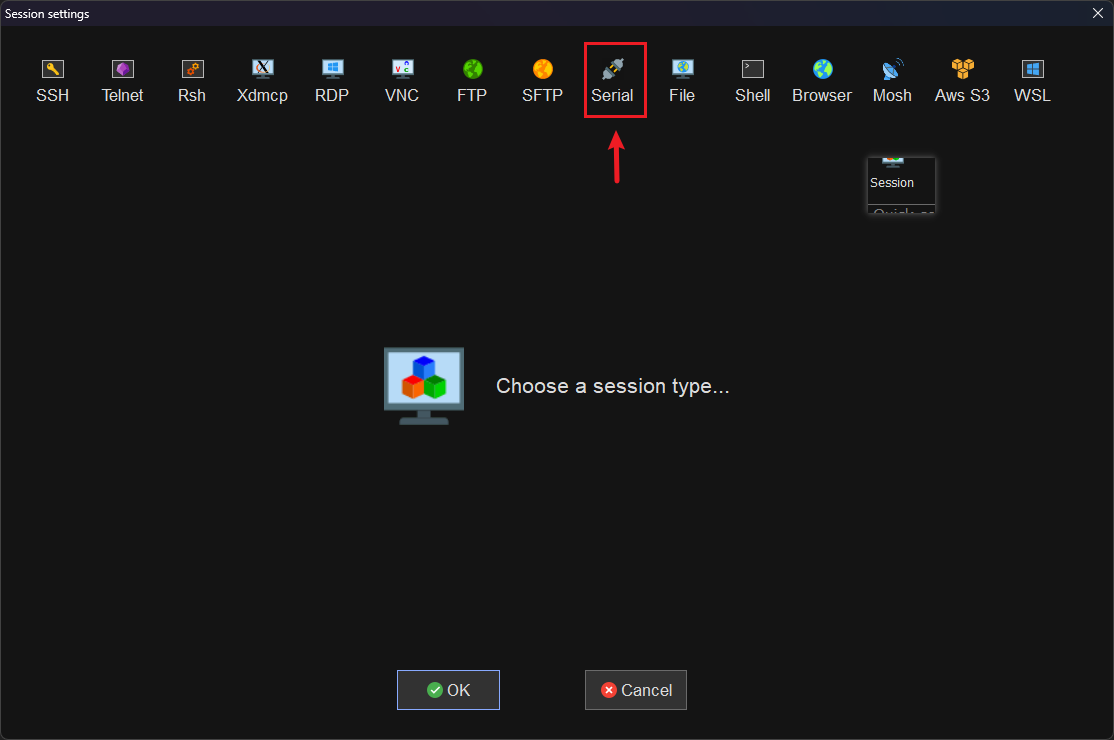 Session settings
SSH Telnet Rsh Xdmcp RDP VNC FTP SFTP Serial File Shell Browser Mosh Aws S3 WSL
Session
Choose a session type...
OK Cancel